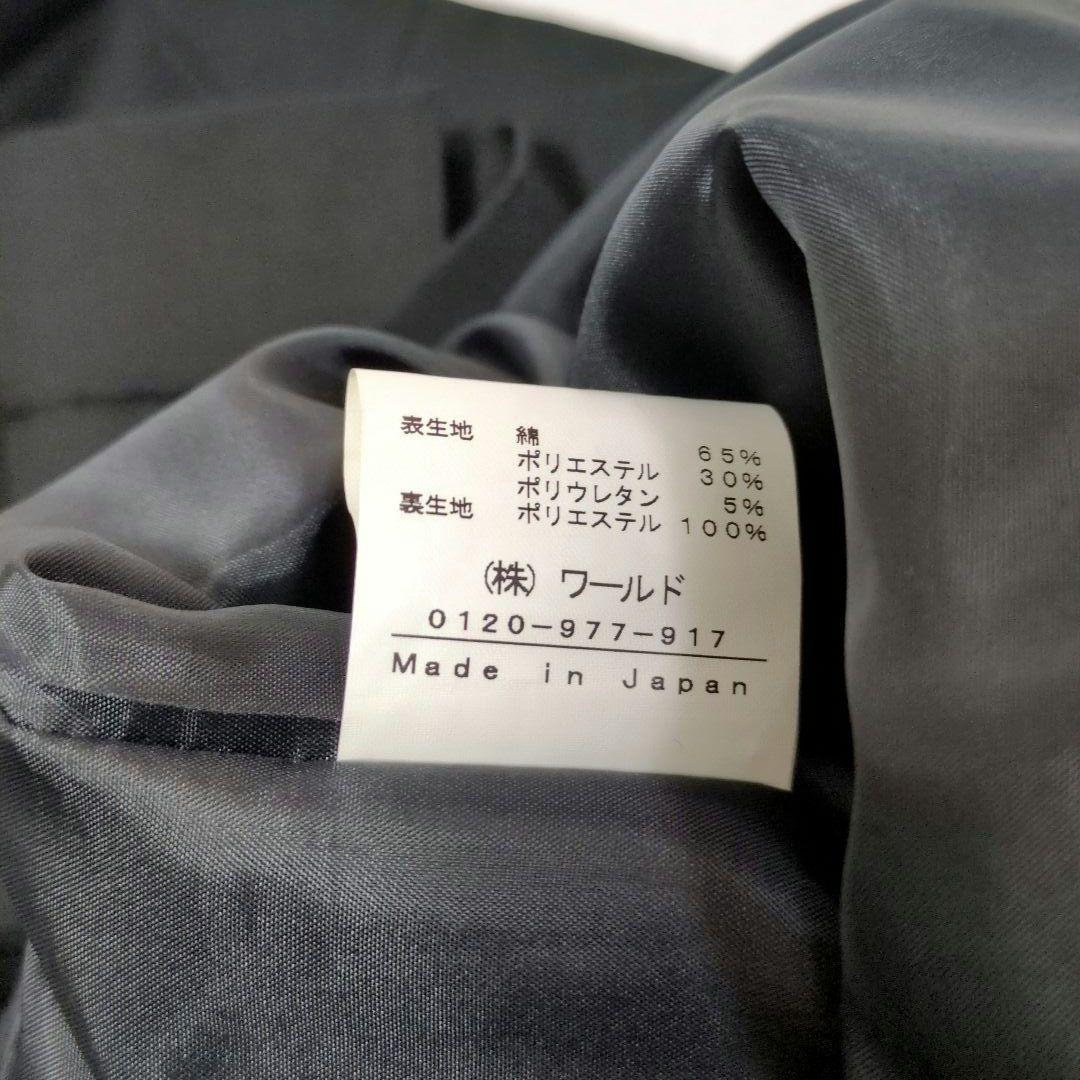 表生地 綿 65%
ポリエステル 30%
ポリウレタン 5%
裏生地 ポリエステル 100%
(株) ワールド
0120-977-917
Made in Japan